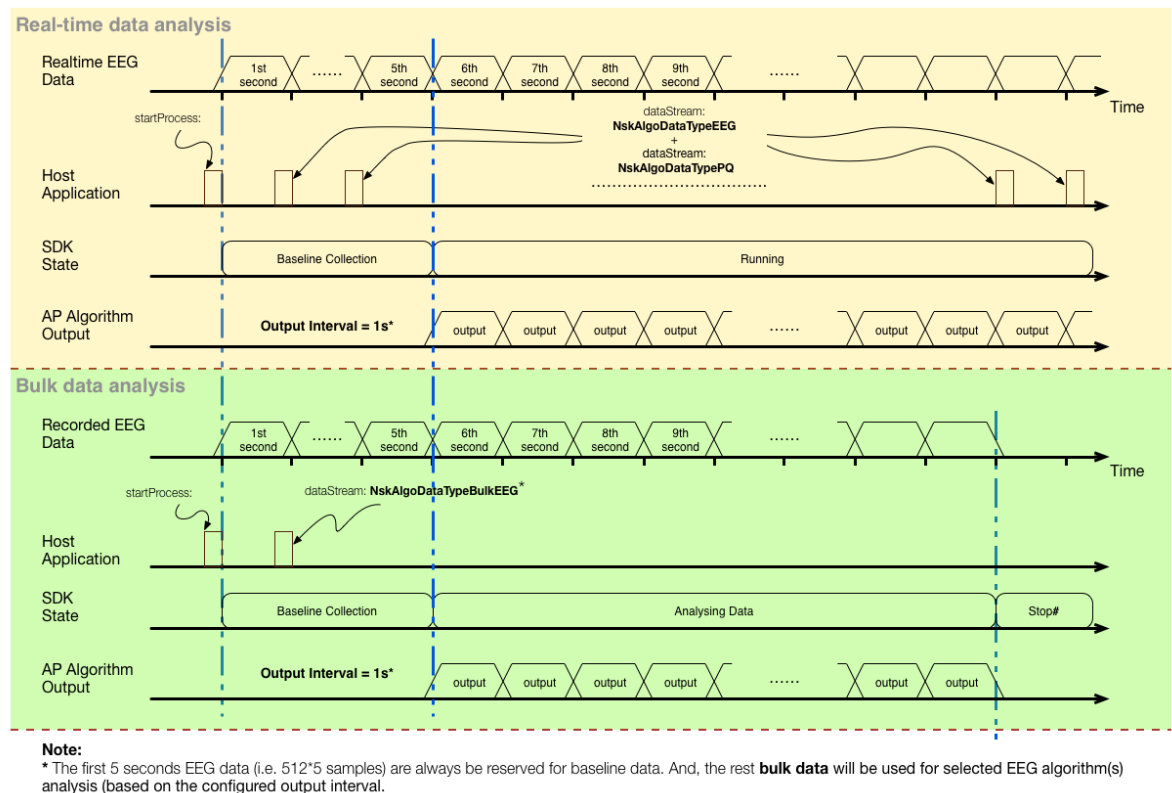 Real-time data analysis
Realtime EEG
Data
1st
second
......
5th
second
6th
second
7th
second
8th
second
9th
second
......
Time
startProcess:
dataStream:
NskAlgoDataTypeEEG
+
dataStream:
NskAlgoDataTypePQ
Host
Application
SDK
State
Baseline Collection
Running
AP Algorithm
Output
Output Interval = 1s*
output
output
output
output
......
output
output
output
Bulk data analysis
Recorded EEG
Data
1st
second
......
5th
second
6th
second
7th
second
8th
second
9th
second
......
Time
startProcess:
dataStream: NskAlgoDataTypeBulkEEG*
Host
Application
SDK
State
Baseline Collection
Analysing Data
Stop#
AP Algorithm
Output
Output Interval = 1s*
output
output
output
output
......
output
output
Note:
* The first 5 seconds EEG data (i.e. 512*5 samples) are always be reserved for baseline data. And, the rest bulk data will be used for selected EEG algorithm(s)
analysis (based on the configured output interval.